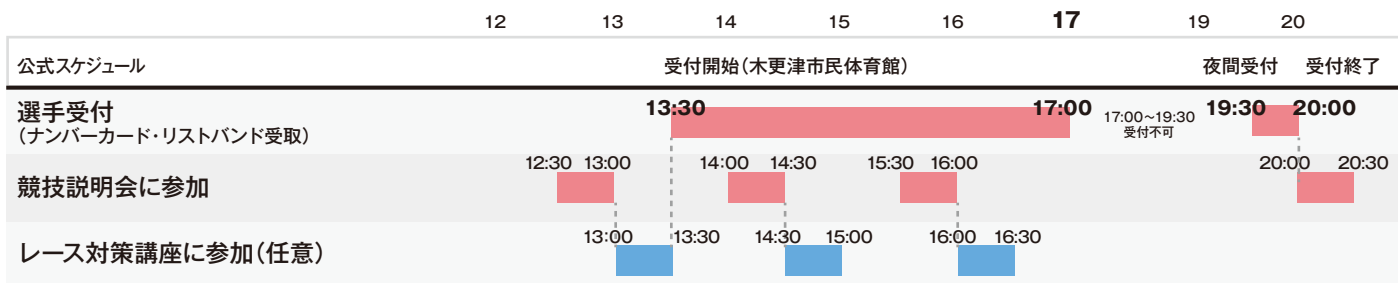 12 13 14 15 16 17 19 20
公式スケジュール 受付開始(木更津市民体育館) 夜間受付 受付終了
選手受付 13:30 17:00 17:00~19:30 19:30 20:00
(ナンバーカード・リストバンド受取) 受付不可
12:30 13:00 14:00 14:30 15:30 16:00 20:00 20:30
競技説明会に参加
13:00 13:30 14:30 15:00 16:00 16:30
レース対策講座に参加(任意)